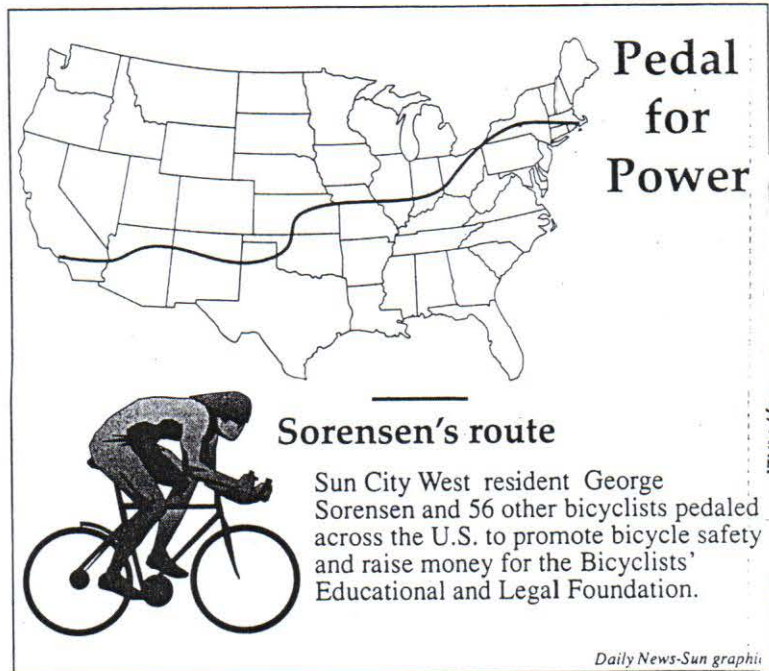 Pedal
for
Power
Sorensen's route
Sun City West resident George
Sorensen and 56 other bicyclists pedaled
across the U.S. to promote bicycle safety
and raise money for the Bicyclists'
Educational and Legal Foundation.
Daily News-Sun graphic